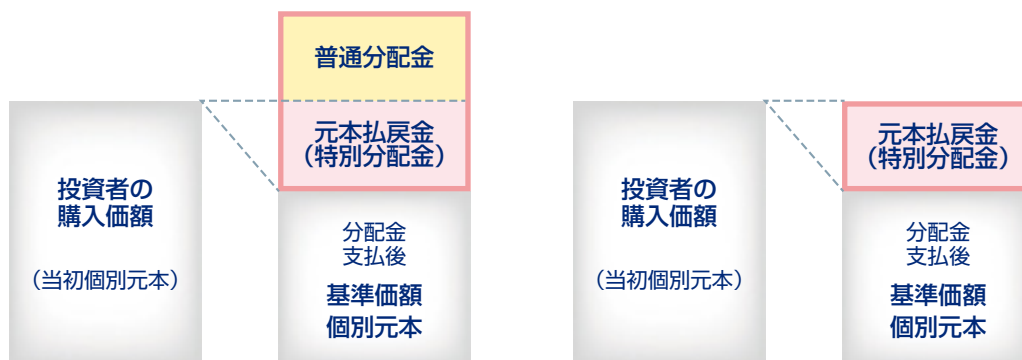 普通分配金
元本払戻金
（特別分配金）
投資者の
購入価額
（当初個別元本）
分配金
支払後
基準価額
個別元本
元本払戻金
（特別分配金）
投資者の
購入価額
（当初個別元本）
分配金
支払後
基準価額
個別元本